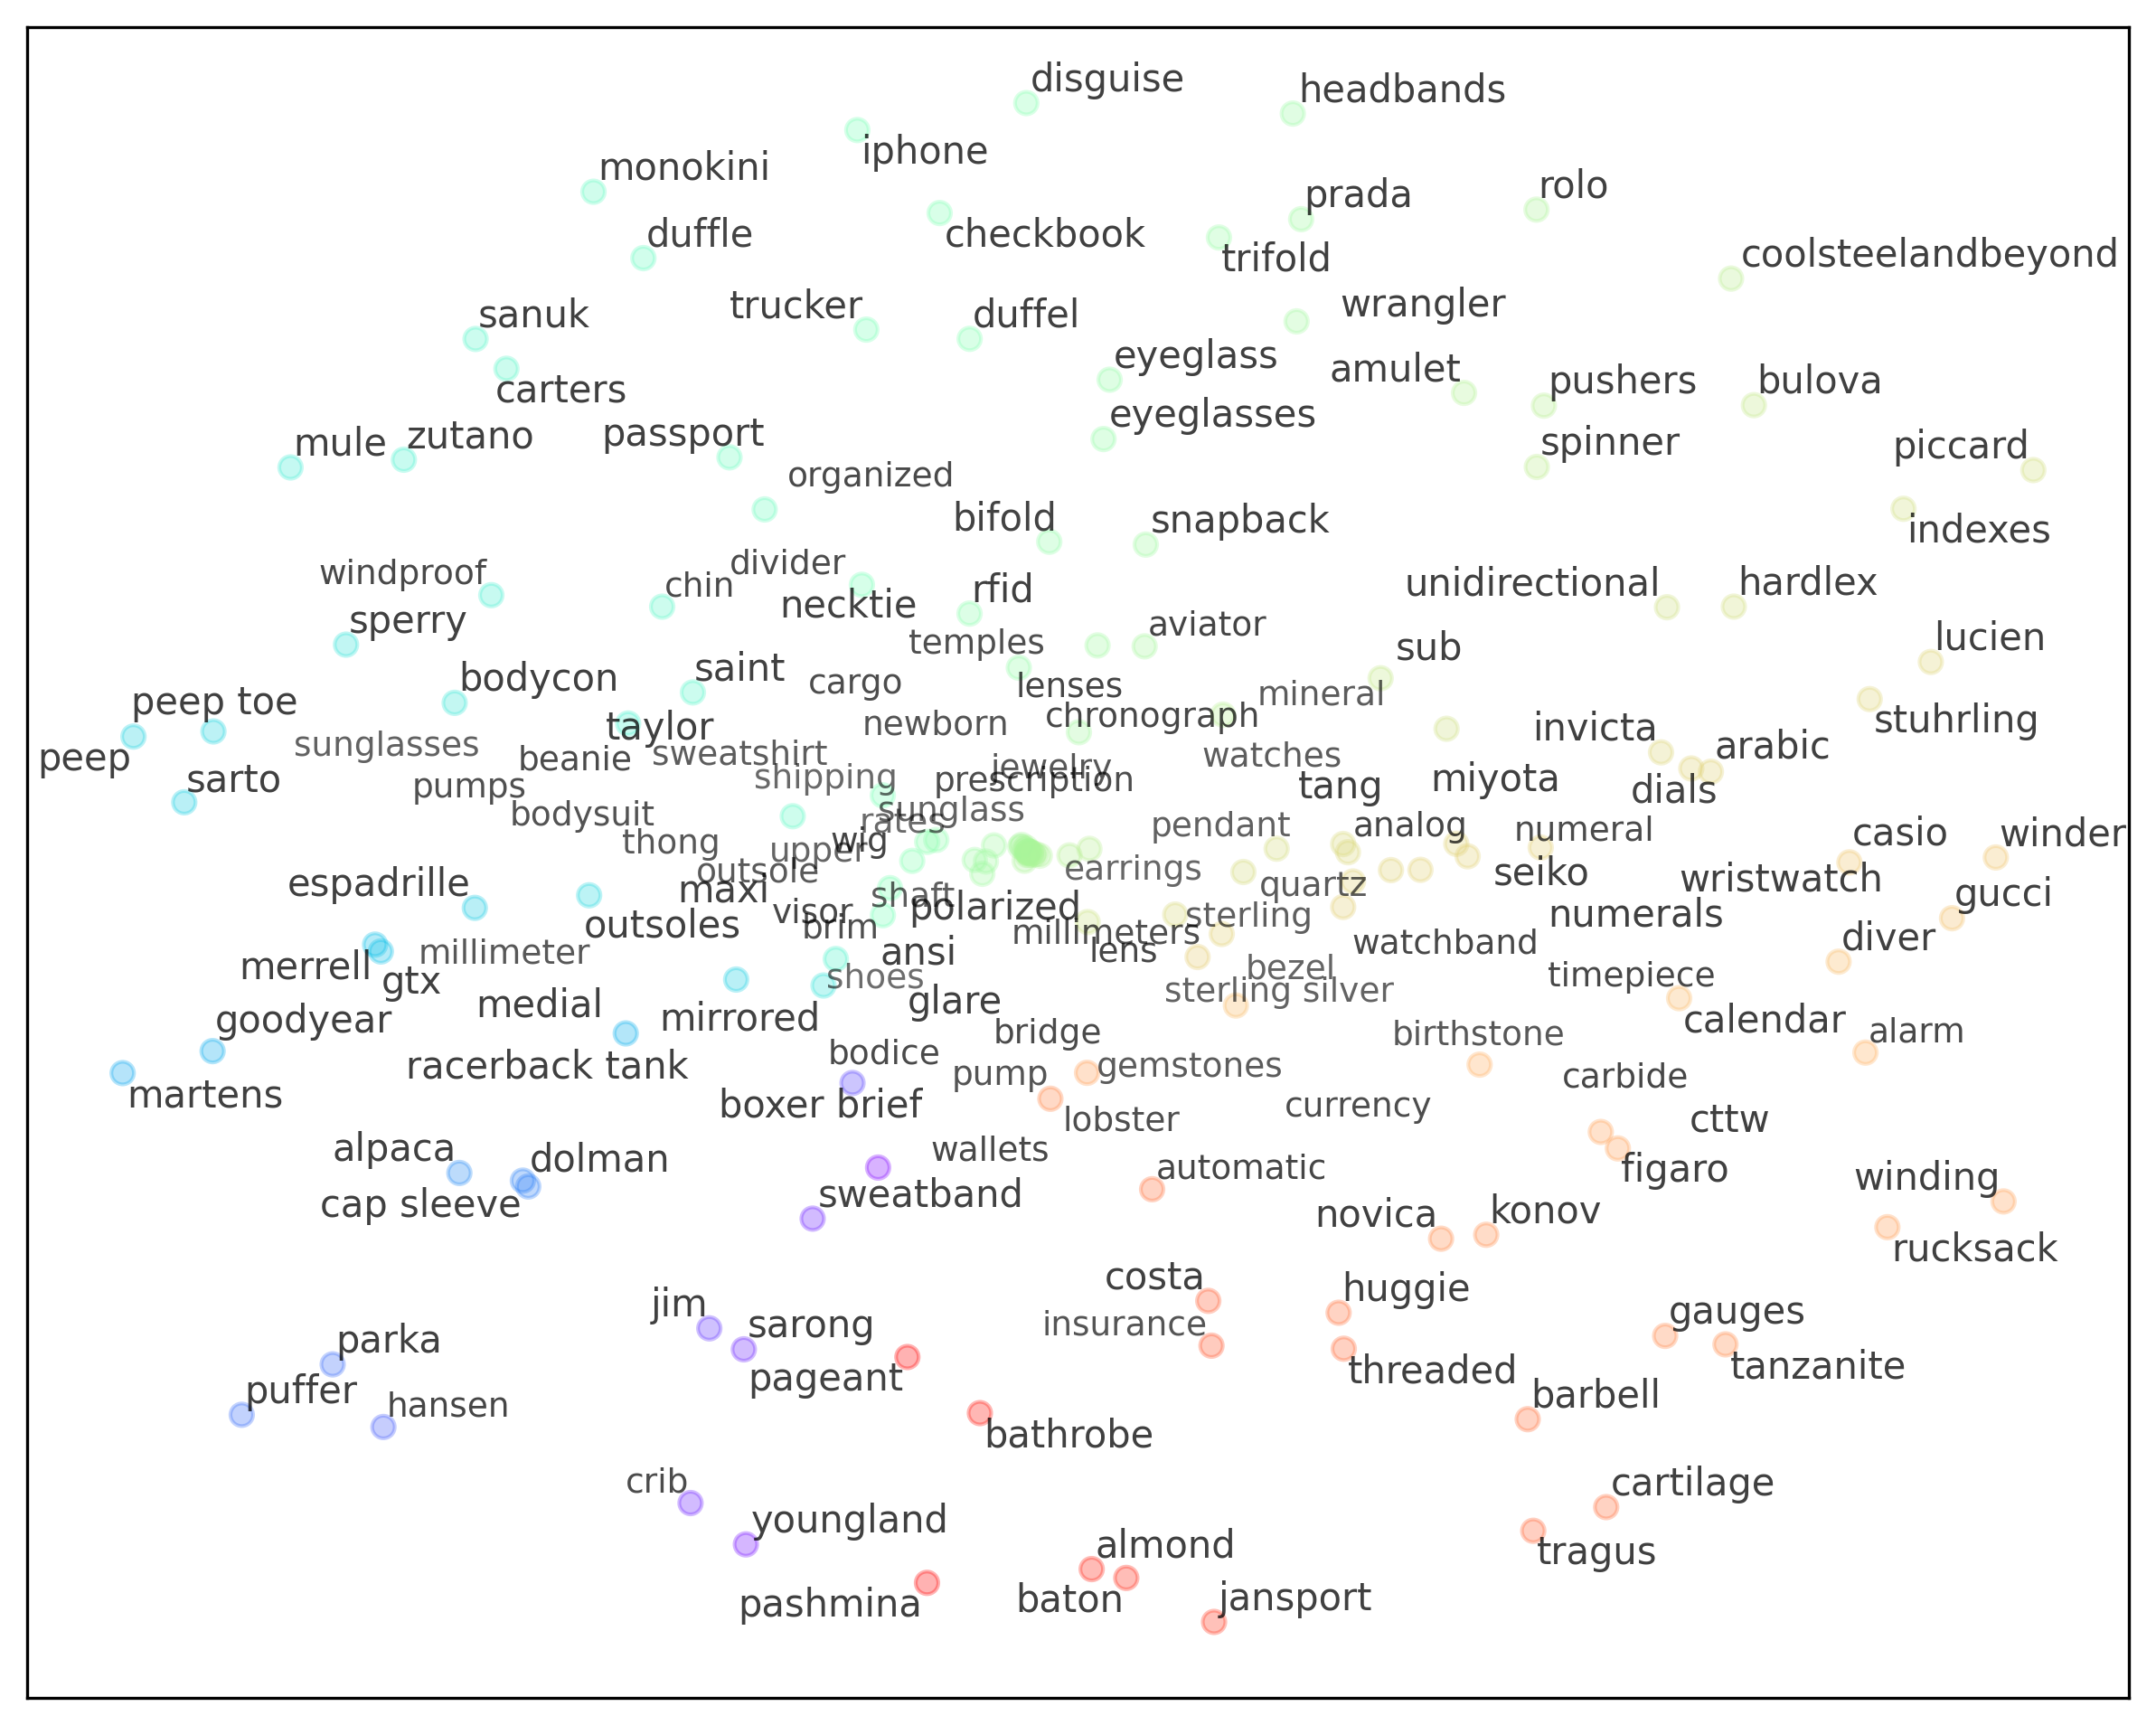 disguise
headbands
iphone
monokini
prada
rolo
duffle
checkbook
trifold
coolsteelandbeyond
trucker
duffel
wrangler
sanuk
eyeglass
amulet
carters
pushers
bulova
eyeglasses
mule
zutano
passport
spinner
piccard
organized
bifold
snapback
indexes
windproof
divider
chin
necktie
rfid
unidirectional
hardlex
sperry
temples
aviator
sub
lucien
bodycon
saint
cargo
lenses
mineral
peep toe
taylor
newborn
chronograph
invicta
stuhrling
peep
sunglasses
beanie
sweatshirt
watches
arabic
sarto
pumps
shipping
jewelry
prescription
tang
miyota
dials
bodysuit
sunglass
rates
pendant
analog
numeral
casio
winder
thong
upper
wig
outsole
earrings
espadrille
maxi
shaft
quartz
seiko
wristwatch
gucci
outsoles
visor
polarized
sterling
numerals
brim
millimeters
merrell
millimeter
ansi
lens
watchband
diver
gtx
shoes
bezel
timepiece
medial
glare
sterling silver
goodyear
mirrored
bridge
birthstone
calendar
alarm
racerback tank
bodice
pump
gemstones
carbide
martens
boxer brief
lobster
currency
cttw
alpaca
dolman
wallets
automatic
figaro
winding
cap sleeve
sweatband
novica
konov
rucksack
costa
huggie
jim
sarong
insurance
gauges
parka
pageant
threaded
tanzanite
puffer
hansen
barbell
bathrobe
crib
cartilage
youngland
almond
tragus
pashmina
baton
jansport